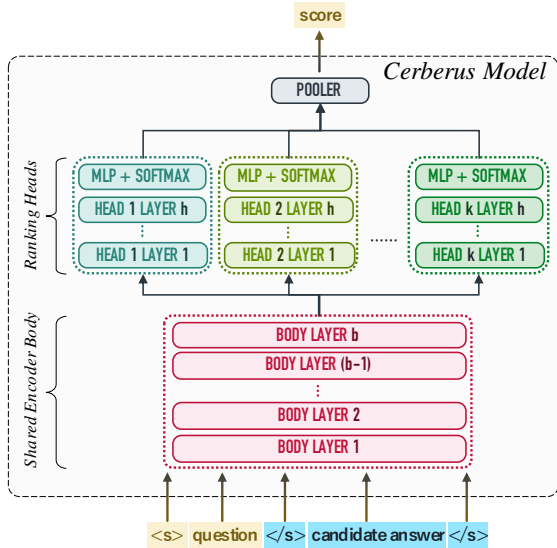 score
Cerberus Model
POOLER
Ranking Heads
MLP + SOFTMAX
HEAD 1 LAYER h
⋮
HEAD 1 LAYER 1
MLP + SOFTMAX
HEAD 2 LAYER h
⋮
HEAD 2 LAYER 1
......
MLP + SOFTMAX
HEAD k LAYER h
⋮
HEAD k LAYER 1
Shared Encoder Body
BODY LAYER b
BODY LAYER (b-1)
⋮
BODY LAYER 2
BODY LAYER 1
<s> question </s> candidate answer </s>